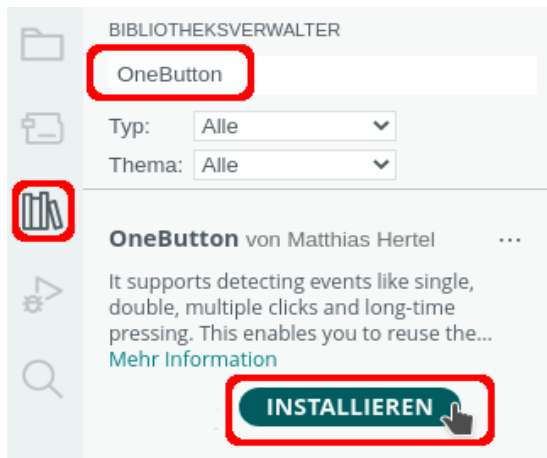 BIBLIOTHEKSVERWALTER
OneButton
Typ: Alle
Thema: Alle
OneButton von Matthias Hertel ...
It supports detecting events like single,
double, multiple clicks and long-time
pressing. This enables you to reuse the...
Mehr Information
INSTALLIEREN